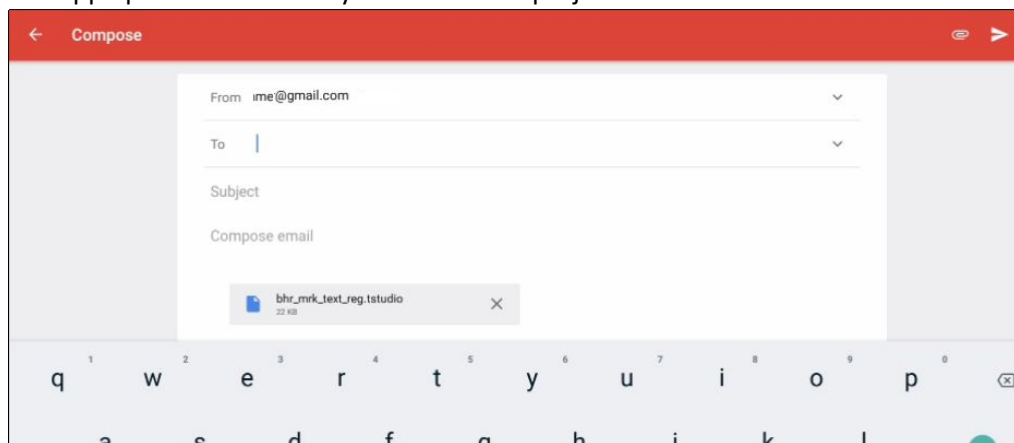 Compose
From ıme@gmail.com
To
Subject
Compose email
bhr_mrk_text_reg.tstudio
22 KB
1 2 3 4 5 6 7 8 9 0
q w e r t y u i o p
a s d f g h j k l